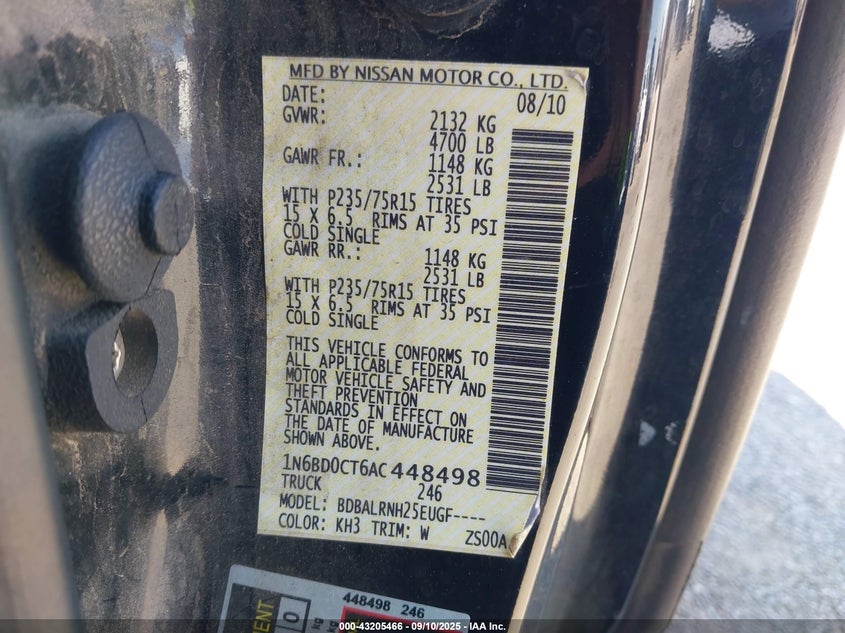 MFD BY NISSAN MOTOR CO., LTD.
DATE: 08/10
GVWR: 2132 KG
4700 LB
GAWR FR.: 1148 KG
2531 LB
WITH P235/75R15 TIRES
15 X 6.5 RIMS AT 35 PSI
COLD SINGLE
GAWR RR.: 1148 KG
2531 LB
WITH P235/75R15 TIRES
15 X 6.5 RIMS AT 35 PSI
COLD SINGLE
THIS VEHICLE CONFORMS TO
ALL APPLICABLE FEDERAL
MOTOR VEHICLE SAFETY AND
THEFT PREVENTION
STANDARDS IN EFFECT ON
THE DATE OF MANUFACTURE
SHOWN ABOVE.
1N6BD0CT6AC448498
TRUCK 246
MODEL: BDBALRNH25EUGF----
COLOR: KH3 TRIM: W ZS00A
448498 246
kg
kg
0
000-43205466 - 09/10/2025 - IAA Inc.